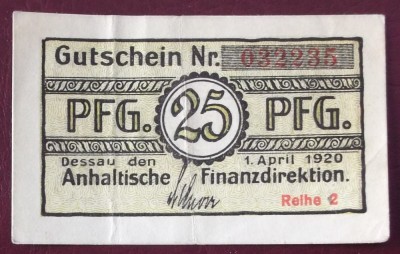 Gutschein Nr. 032235
PFG. 25 PFG.
Dessau den 1. April 1920
Anhaltische Finanzdirektion.
Reihe 2